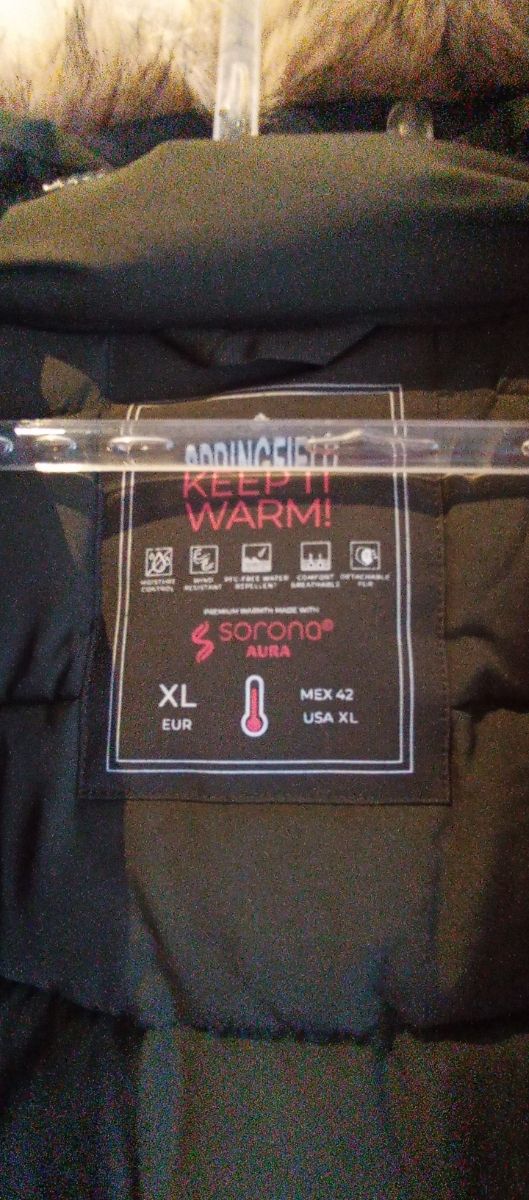 SPRINGFIELD
KEEP IT
WARM!
MOISTURE
CONTROL
WIND
RESISTANT
PFC-FREE WATER
REPELLENT
COMFORT
BREATHABLE
DETACHABLE
FUR
PREMIUM WARMTH MADE WITH
sorona®
AURA
XL
EUR
MEX 42
USA XL